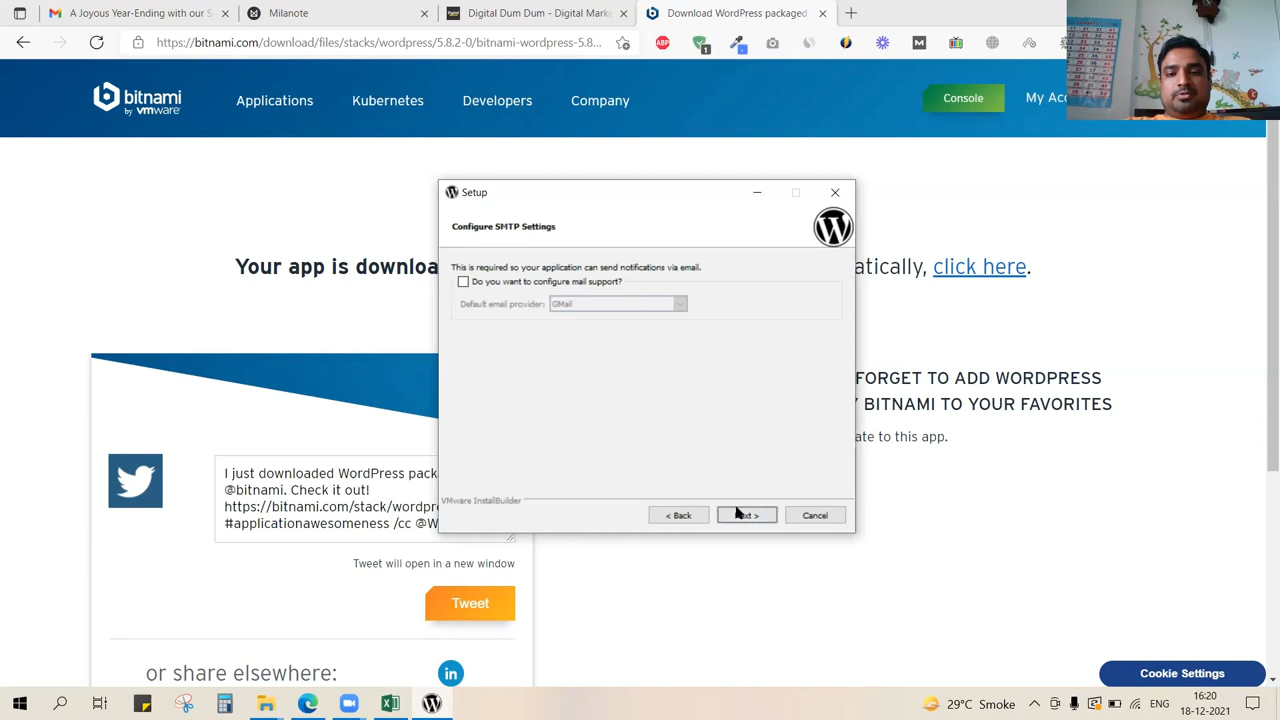 A Joyous Year-Ending with our S
Milanote
Digital Dum Dum - Digital Marke
Download WordPress packaged
https://bitnami.com/download/files/stacks/wordpress/5.8.2-0/bitnami-wordpress-5.8...
ABP
1
M
bitnami
by vmware
Applications
Kubernetes
Developers
Company
Console
My Acc
Setup
Configure SMTP Settings
Your app is downloa
atically, click here.
This is required so your application can send notifications via email.
Do you want to configure mail support?
Default email provider:
GMail
FORGET TO ADD WORDPRESS
Y BITNAMI TO YOUR FAVORITES
ate to this app.
I just downloaded WordPress pack
@bitnami. Check it out!
https://bitnami.com/stack/wordpre
#applicationawesomeness /cc @W
VMware InstallBuilder
< Back
Cancel
Tweet will open in a new window
Tweet
or share elsewhere:
in
Cookie Settings
29°C Smoke
ENG
16:20
18-12-2021